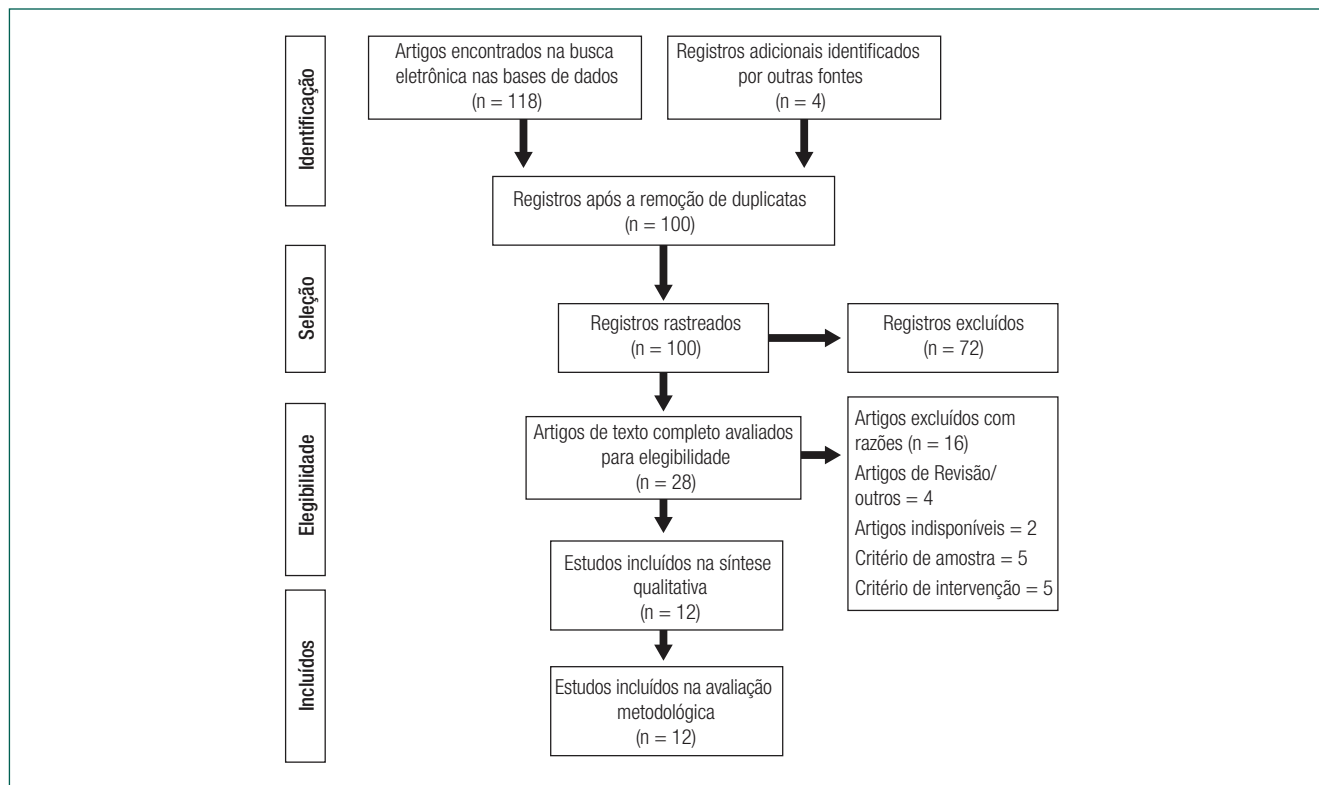 Identificação
Artigos encontrados na busca
eletrônica nas bases de dados
(n = 118)
Registros adicionais identificados
por outras fontes
(n = 4)
Registros após a remoção de duplicatas
(n = 100)
Seleção
Registros rastreados
(n = 100)
Registros excluídos
(n = 72)
Elegibilidade
Artigos de texto completo avaliados
para elegibilidade
(n = 28)
Artigos excluídos com
razões (n = 16)
Artigos de Revisão/
outros = 4
Artigos indisponíveis = 2
Critério de amostra = 5
Critério de intervenção = 5
Estudos incluídos na síntese
qualitativa
(n = 12)
Incluídos
Estudos incluídos na avaliação
metodológica
(n = 12)